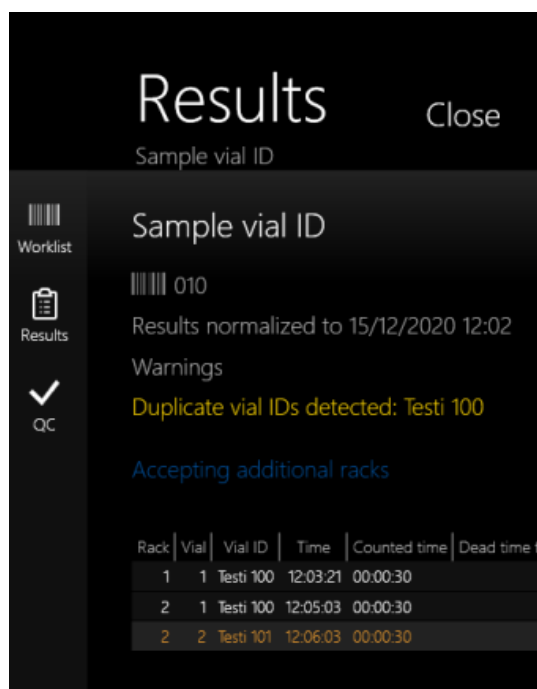 Results Close
Sample vial ID
Worklist
Results
QC
Sample vial ID
010
Results normalized to 15/12/2020 12:02
Warnings
Duplicate vial IDs detected: Testi 100
Accepting additional racks
Rack Vial Vial ID Time Counted time Dead time
1 1 Testi 100 12:03:21 00:00:30
2 1 Testi 100 12:05:03 00:00:30
2 2 Testi 101 12:06:03 00:00:30